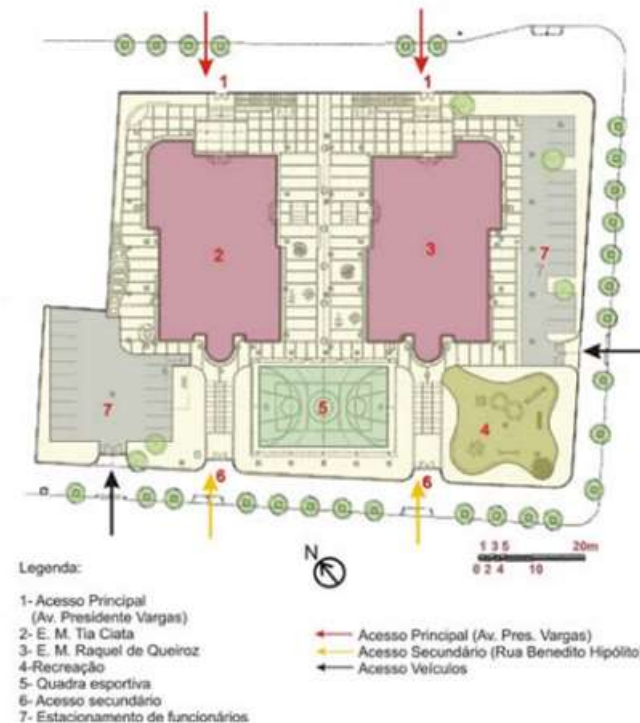 1
1
2
3
7
7
7
5
4
6
6
N
1 3 5 20m
0 2 4 10
Legenda:
1- Acesso Principal
(Av. Presidente Vargas)
2- E. M. Tia Ciata
3- E. M. Raquel de Queiroz
4-Recreação
5- Quadra esportiva
6- Acesso secundário
7- Estacionamento de funcionários
Acesso Principal (Av. Pres. Vargas)
Acesso Secundário (Rua Benedito Hipólito)
Acesso Veículos